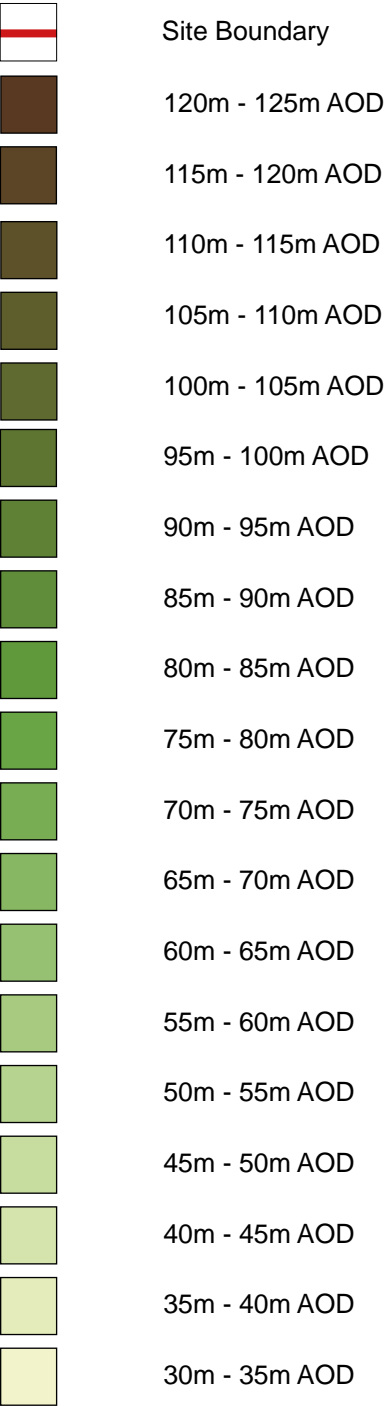 Site Boundary
120m - 125m AOD
115m - 120m AOD
110m - 115m AOD
105m - 110m AOD
100m - 105m AOD
95m - 100m AOD
90m - 95m AOD
85m - 90m AOD
80m - 85m AOD
75m - 80m AOD
70m - 75m AOD
65m - 70m AOD
60m - 65m AOD
55m - 60m AOD
50m - 55m AOD
45m - 50m AOD
40m - 45m AOD
35m - 40m AOD
30m - 35m AOD